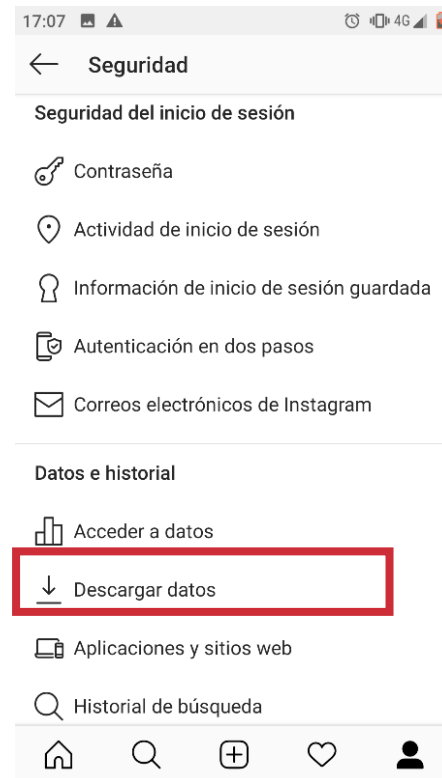 17:07 4G
Seguridad
Seguridad del inicio de sesión
Contraseña
Actividad de inicio de sesión
Información de inicio de sesión guardada
Autenticación en dos pasos
Correos electrónicos de Instagram
Datos e historial
Acceder a datos
Descargar datos
Aplicaciones y sitios web
Historial de búsqueda